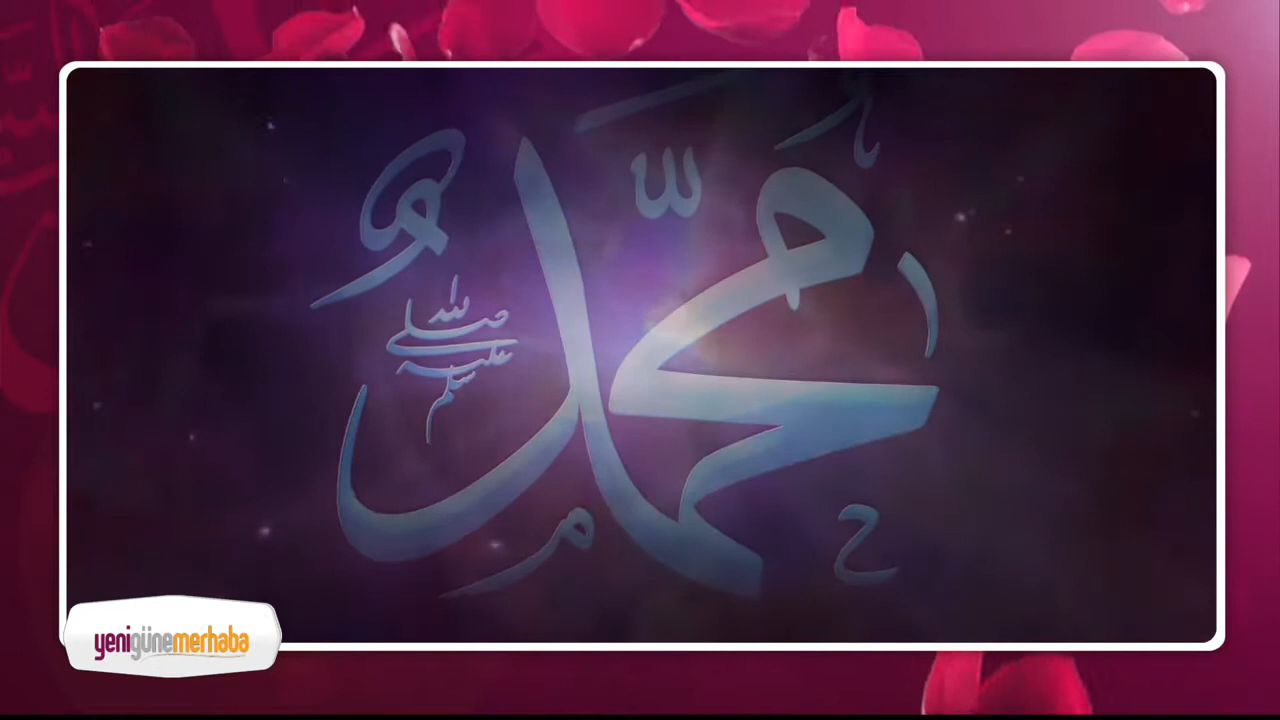 محمد
صلى الله
عليه
وسلم
yenigünemerhaba